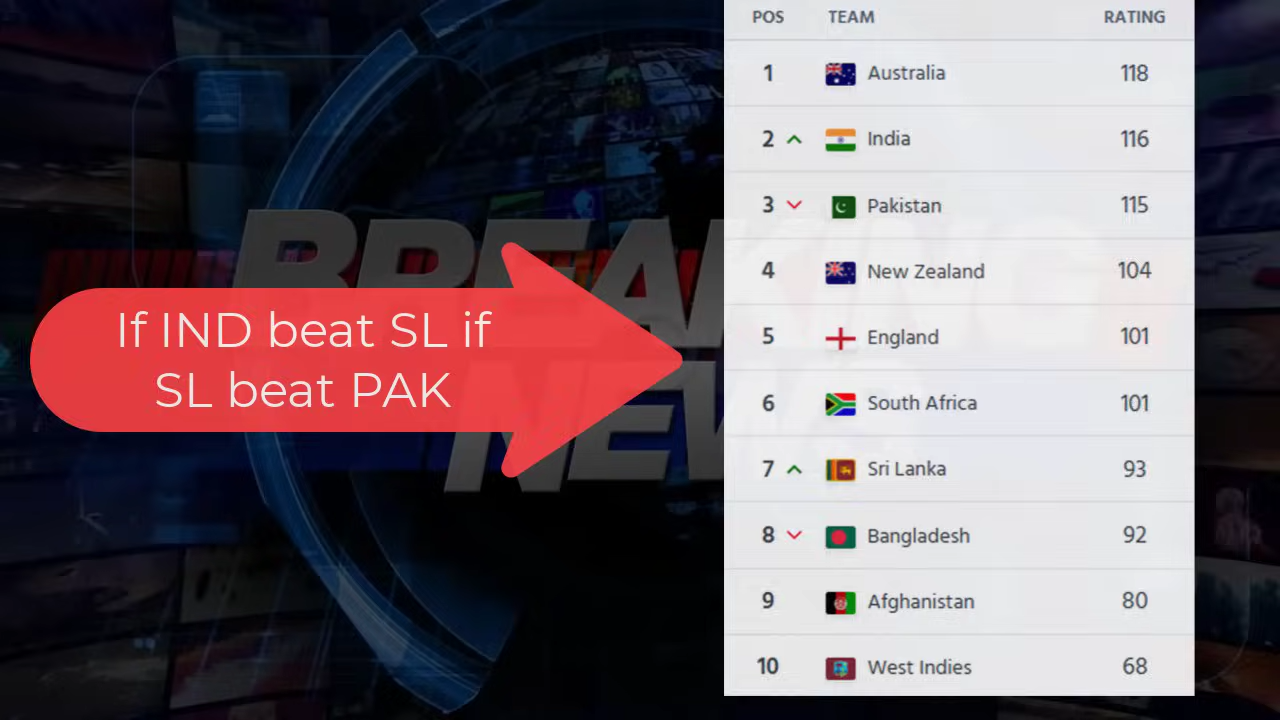 POS TEAM RATING
1 Australia 118
2 India 116
3 Pakistan 115
4 New Zealand 104
5 England 101
6 South Africa 101
7 Sri Lanka 93
8 Bangladesh 92
9 Afghanistan 80
10 West Indies 68
If IND beat SL if
SL beat PAK
BREAKING
NEWS